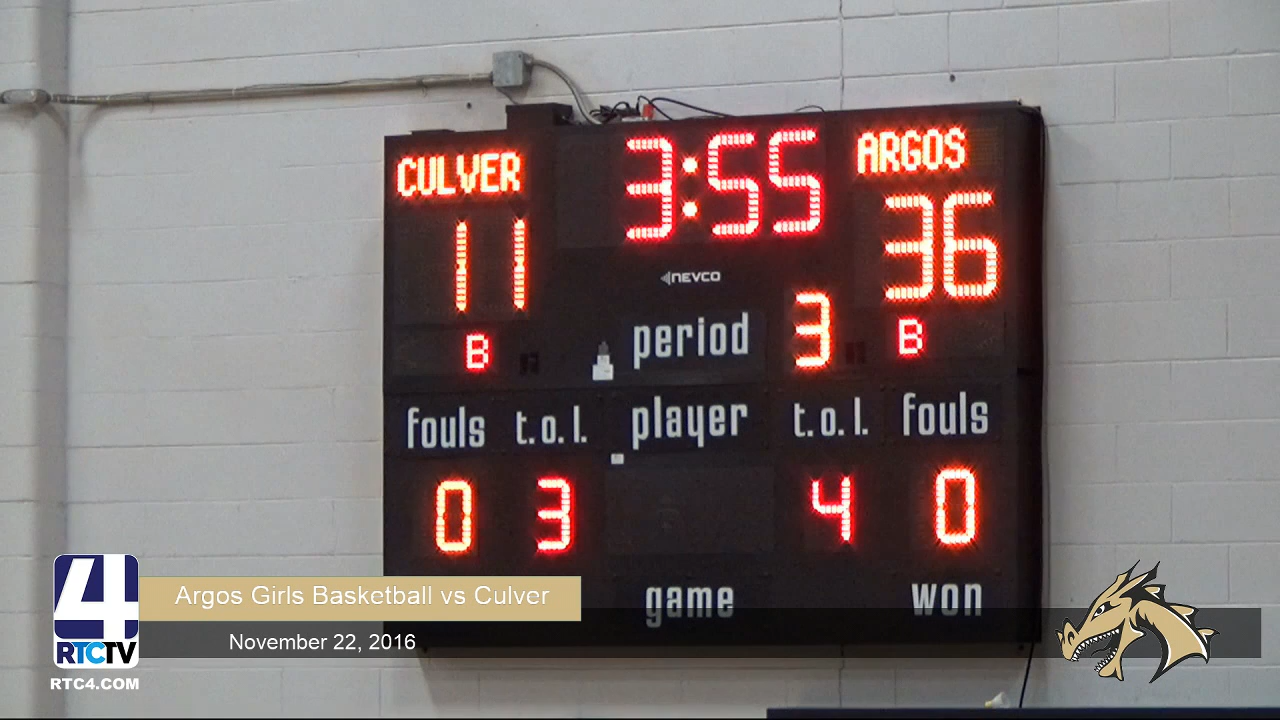 CULVER 3:55 ARGOS
11 36
NEVCO
B period 3 B
fouls t.o.l. player t.o.l. fouls
0 3 4 0
game won
4
RTCTV
RTC4.COM
Argos Girls Basketball vs Culver
November 22, 2016